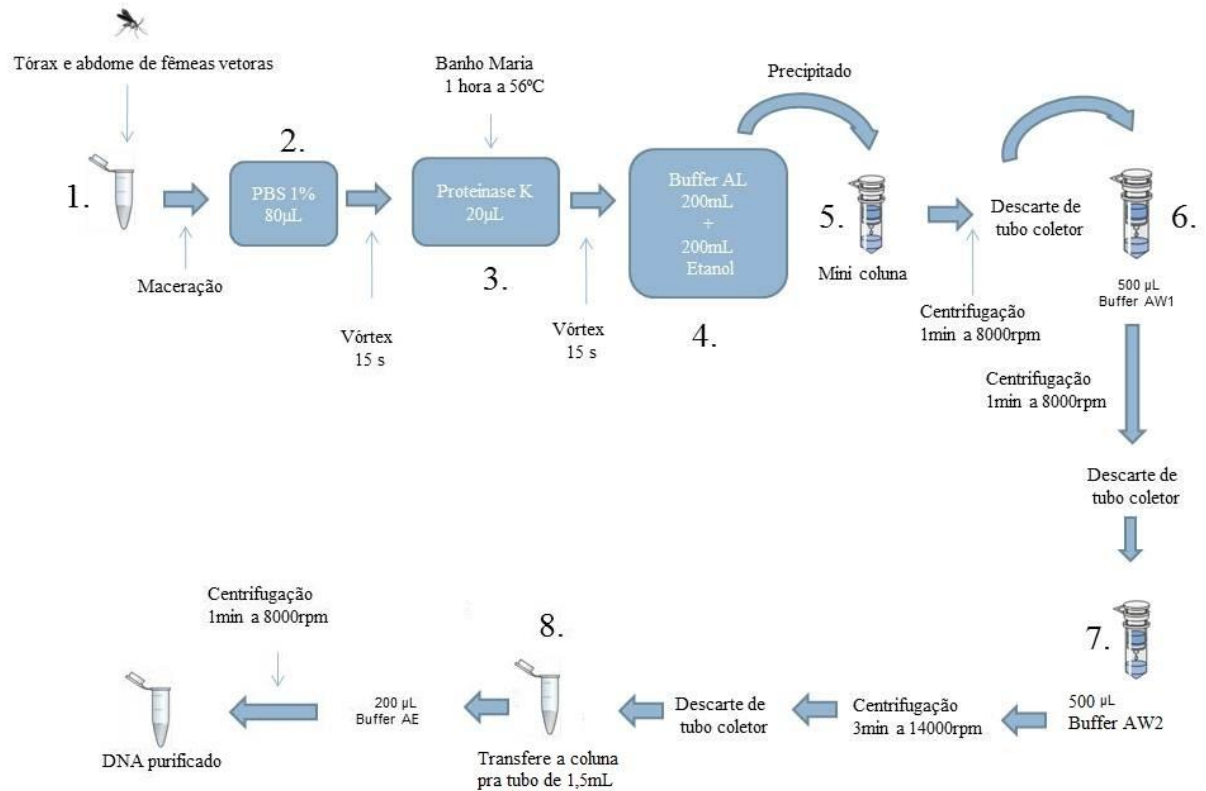 Tórax e abdome de fêmeas vetoras
1.
Maceração
2.
PBS 1%
80µL
Vórtex
15 s
Banho Maria
1 hora a 56ºC
Proteinase K
20µL
3.
Vórtex
15 s
Buffer AL
200mL
+
200mL
Etanol
4.
Precipitado
5.
Mini coluna
Centrifugação
1min a 8000rpm
Descarte de
tubo coletor
6.
500 µL
Buffer AW1
Centrifugação
1min a 8000rpm
Descarte de
tubo coletor
7.
500 µL
Buffer AW2
Centrifugação
3min a 14000rpm
Descarte de
tubo coletor
8.
Transfere a coluna
pra tubo de 1,5mL
200 µL
Buffer AE
Centrifugação
1min a 8000rpm
DNA purificado